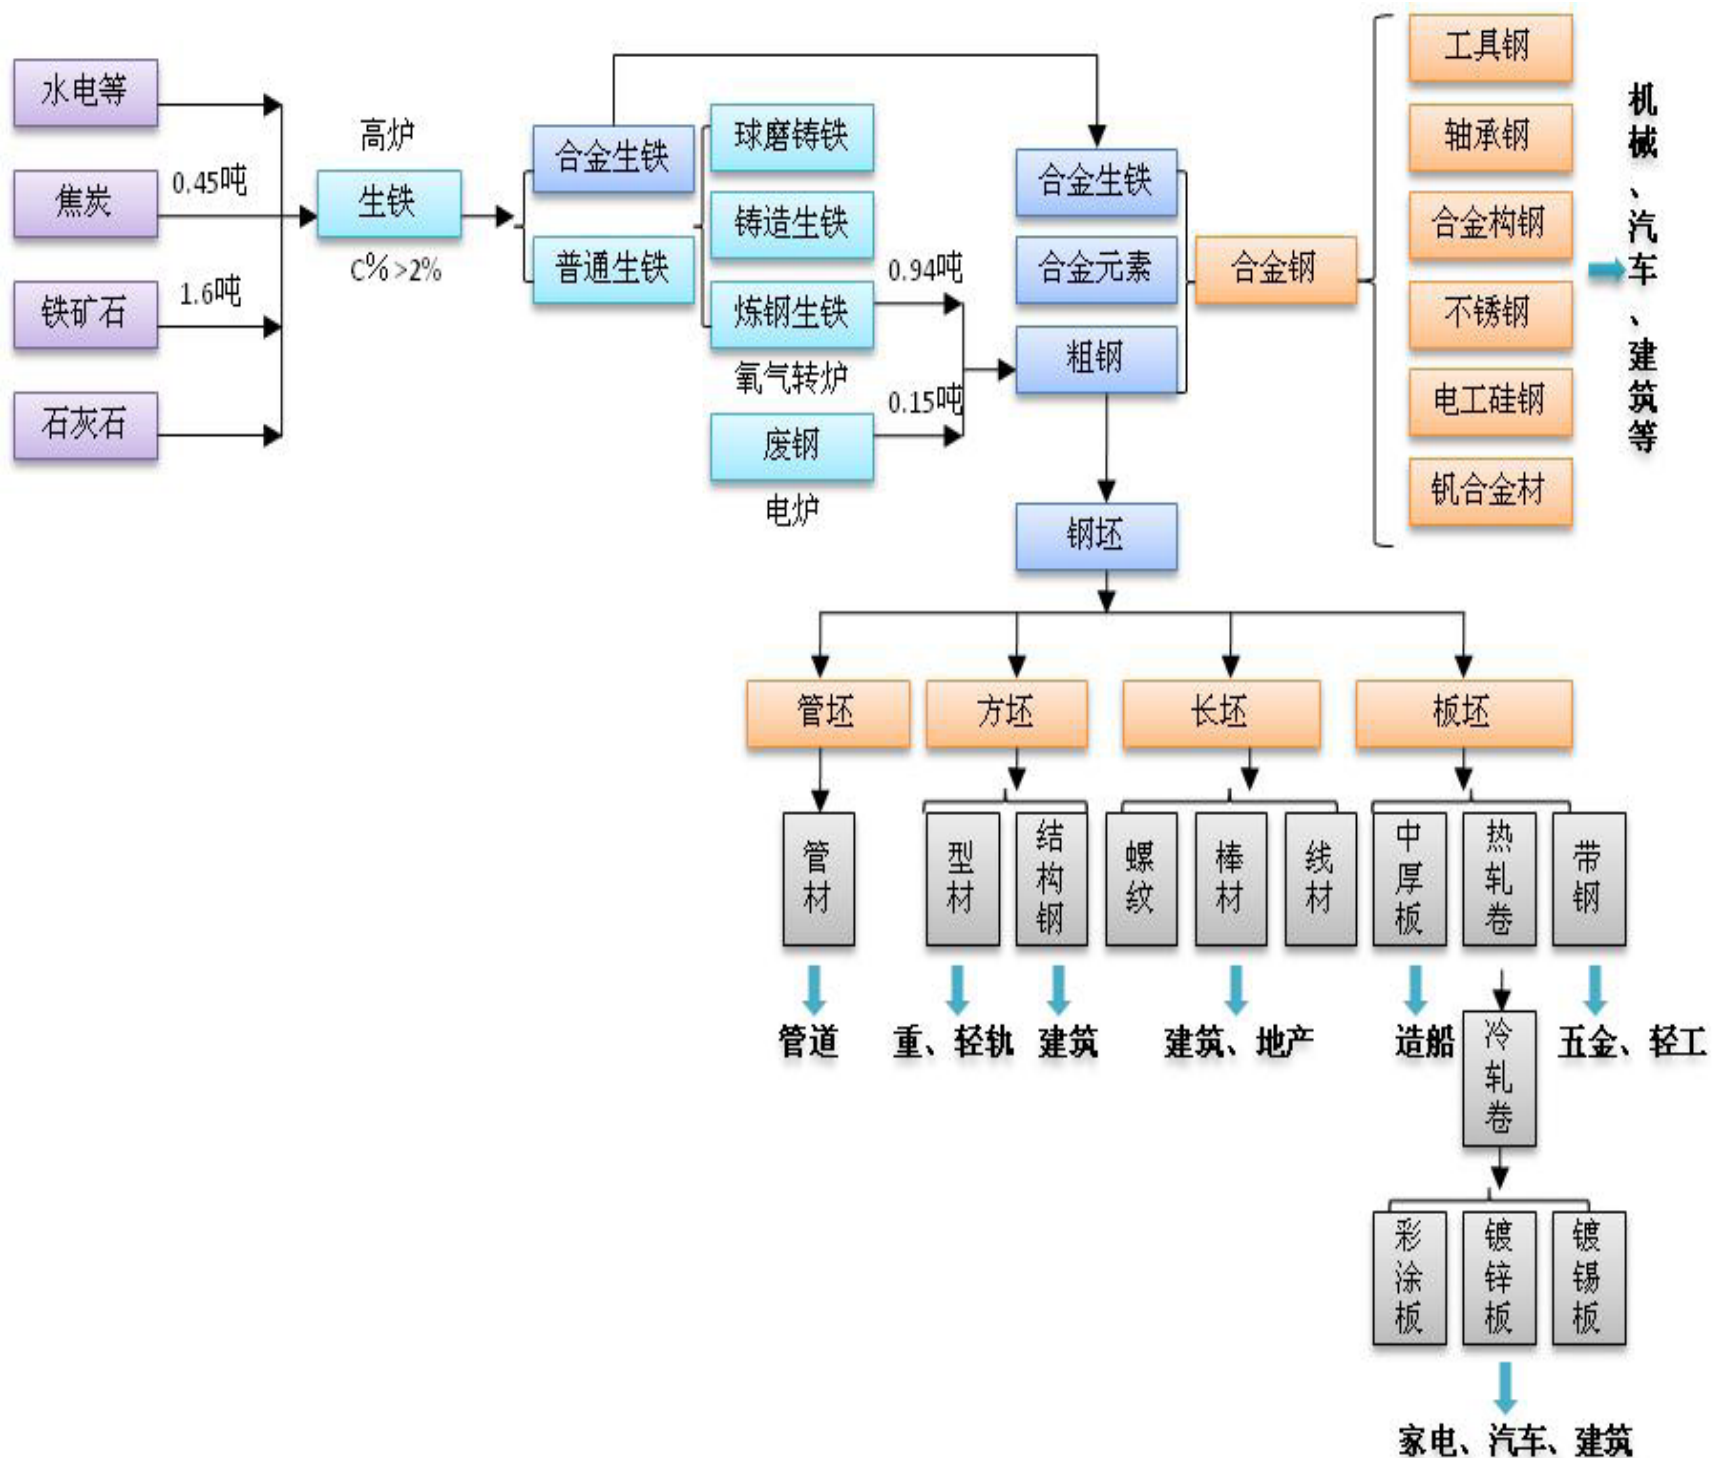 水电等
焦炭
铁矿石
石灰石
0.45吨
1.6吨
高炉
生铁
C%>2%
合金生铁
普通生铁
球磨铸铁
铸造生铁
炼钢生铁
氧气转炉
废钢
电炉
0.94吨
0.15吨
合金生铁
合金元素
粗钢
合金钢
工具钢
轴承钢
合金构钢
不锈钢
电工硅钢
钒合金材
机械、汽车、建筑等
钢坯
管坯
方坯
长坯
板坯
管材
型材
结构钢
螺纹
棒材
线材
中厚板
热轧卷
带钢
管道
重、轻轨
建筑
建筑、地产
造船
五金、轻工
冷轧卷
彩涂板
镀锌板
镀锡板
家电、汽车、建筑